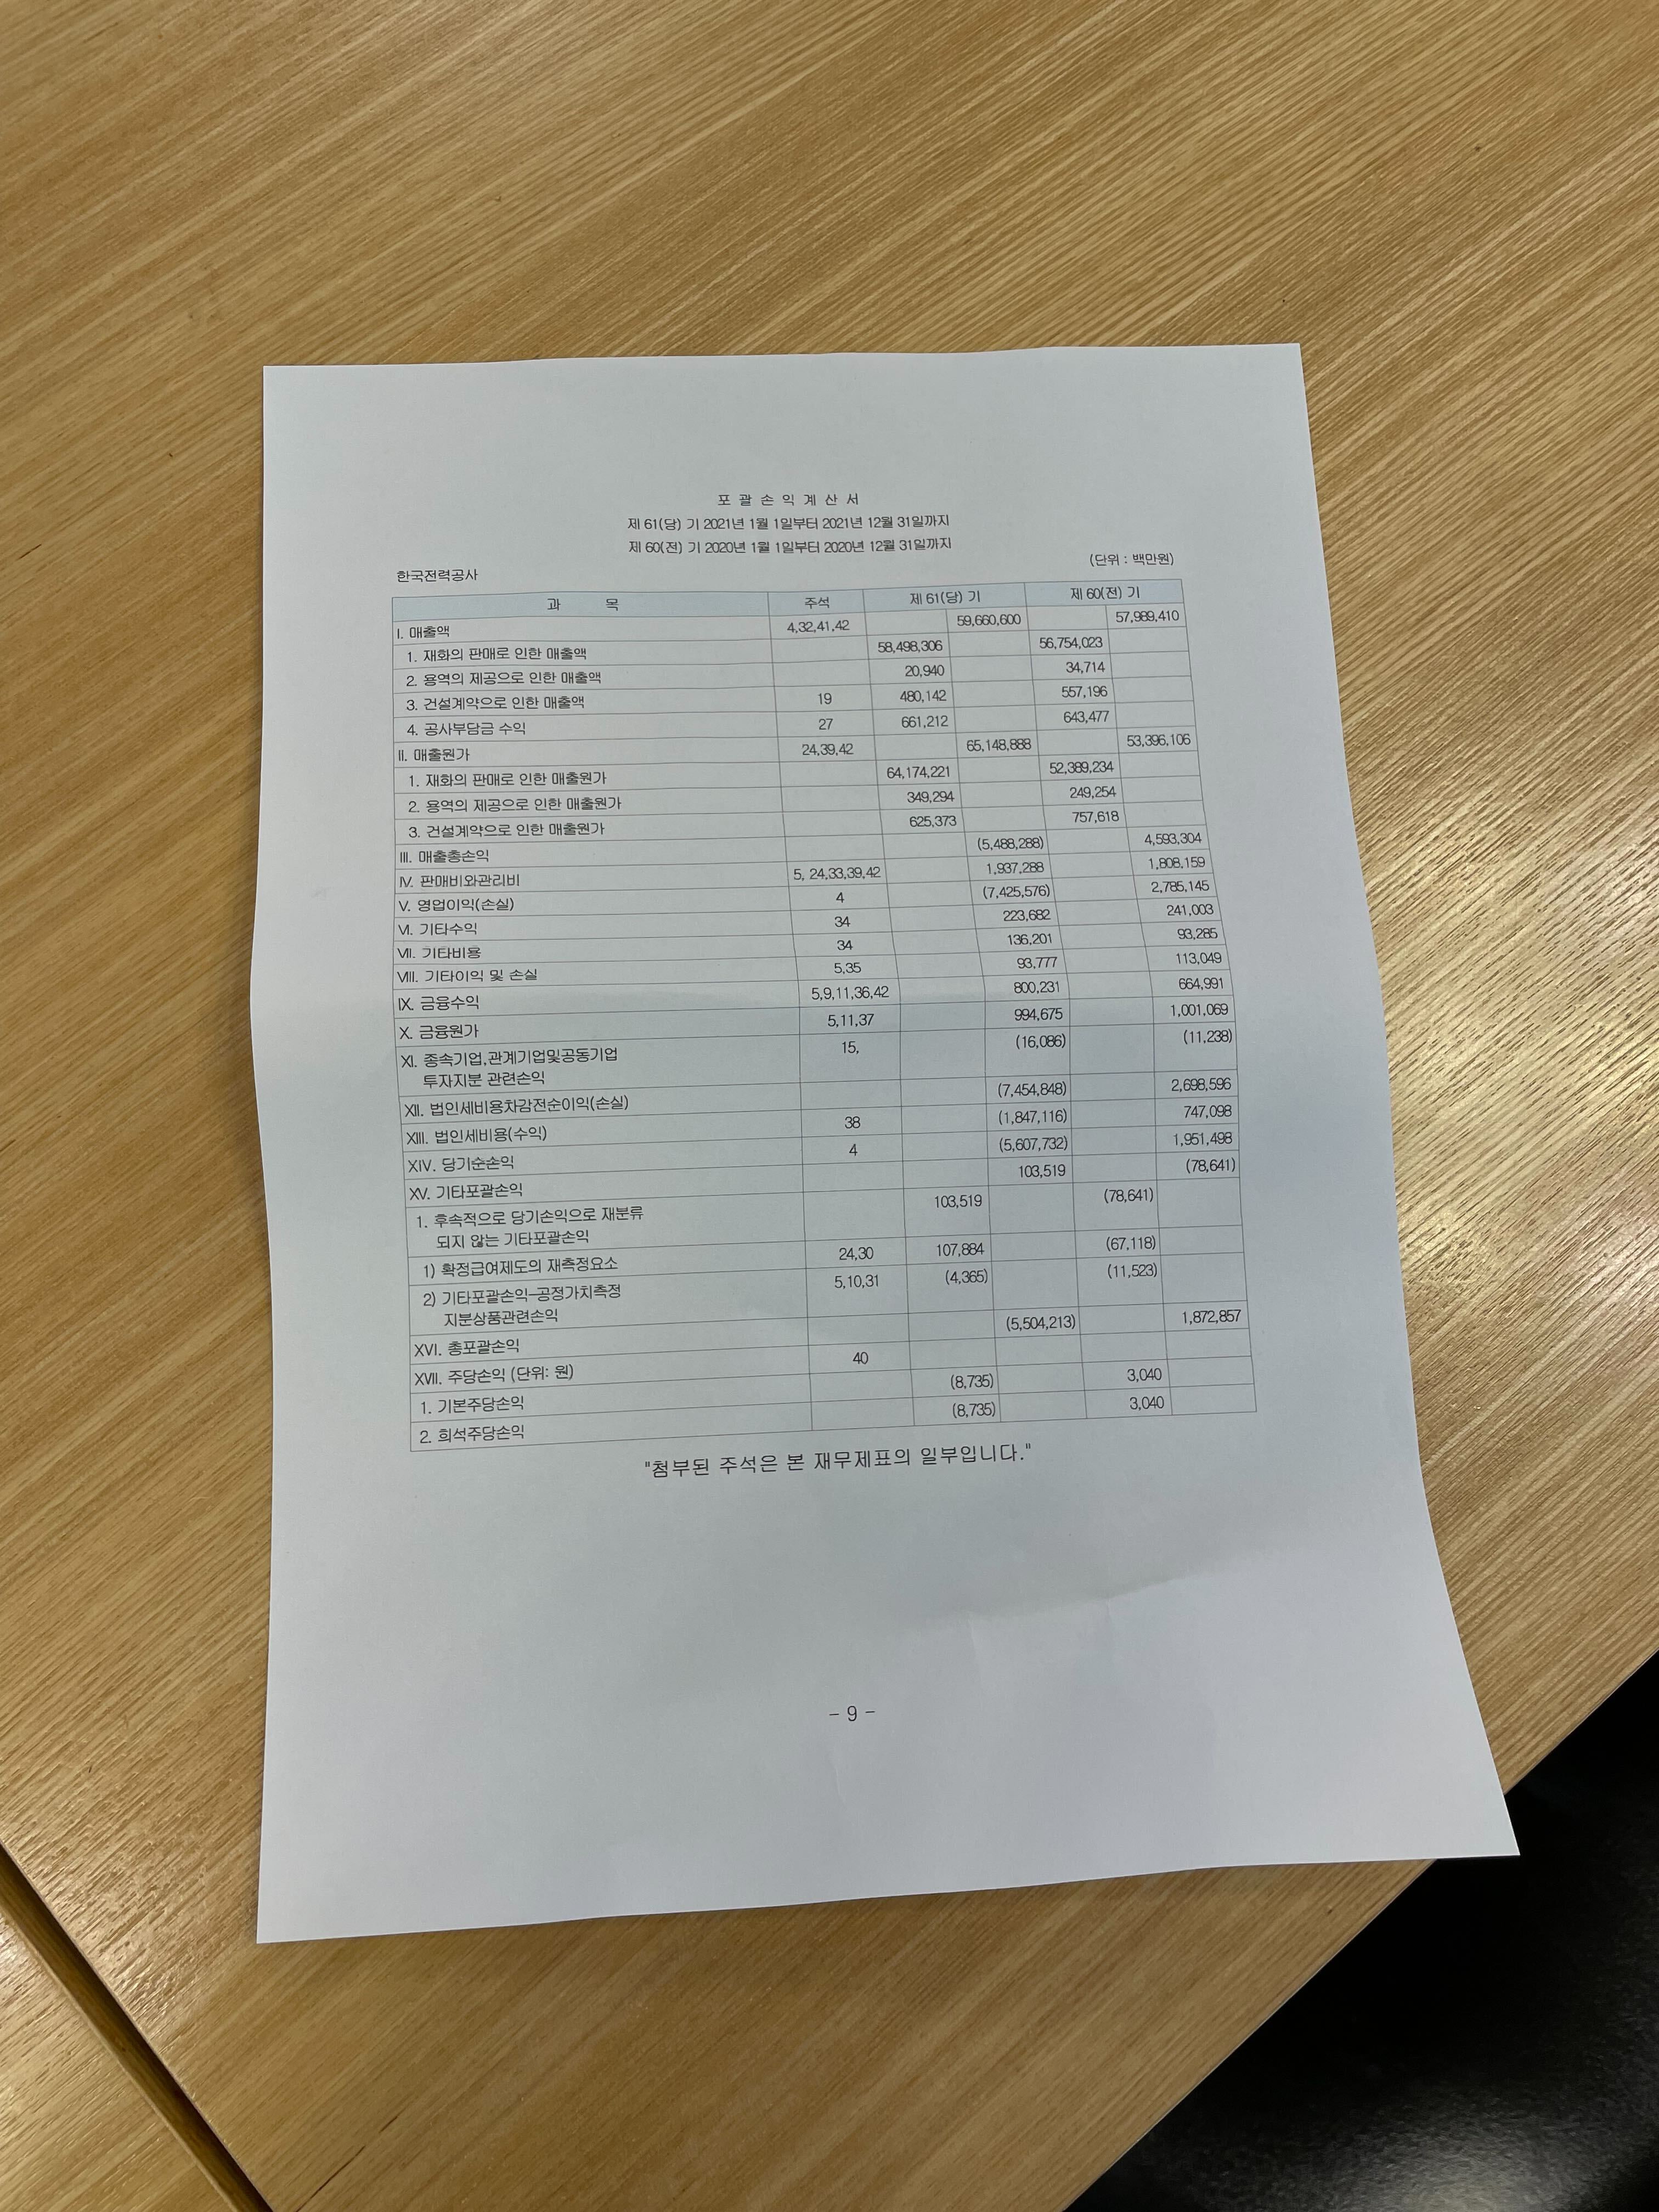 포 괄 손 익 계 산 서
제 61(당) 기 2021년 1월 1일부터 2021년 12월 31일까지
제 60(전) 기 2020년 1월 1일부터 2020년 12월 31일까지
한국전력공사 (단위 : 백만원)
과 목 주석 제 61(당) 기 제 60(전) 기
I. 매출액 4,32,41,42 59,660,600 57,989,410
1. 재화의 판매로 인한 매출액 58,498,306 56,754,023
2. 용역의 제공으로 인한 매출액 20,940 34,714
3. 건설계약으로 인한 매출액 19 480,142 557,196
4. 공사부담금 수익 27 661,212 643,477
II. 매출원가 24,39,42 65,148,888 53,396,106
1. 재화의 판매로 인한 매출원가 64,174,221 52,389,234
2. 용역의 제공으로 인한 매출원가 349,294 249,254
3. 건설계약으로 인한 매출원가 625,373 757,618
III. 매출총손익 (5,488,288) 4,593,304
IV. 판매비와관리비 5, 24,33,39,42 1,937,288 1,808,159
V. 영업이익(손실) 4 (7,425,576) 2,785,145
VI. 기타수익 34 223,682 241,003
VII. 기타비용 34 136,201 93,285
VIII. 기타이익 및 손실 5,35 93,777 113,049
IX. 금융수익 5,9,11,36,42 800,231 664,991
X. 금융원가 5,11,37 994,675 1,001,069
XI. 종속기업,관계기업및공동기업 15, (16,086) (11,238)
투자지분 관련손익
XII. 법인세비용차감전순이익(손실) (7,454,848) 2,698,596
XIII. 법인세비용(수익) 38 (1,847,116) 747,098
XIV. 당기순손익 4 (5,607,732) 1,951,498
XV. 기타포괄손익 103,519 (78,641)
1. 후속적으로 당기손익으로 재분류 103,519 (78,641)
되지 않는 기타포괄손익
1) 확정급여제도의 재측정요소 24,30 107,884 (67,118)
2) 기타포괄손익-공정가치측정 5,10,31 (4,365) (11,523)
지분상품관련손익
XVI. 총포괄손익 (5,504,213) 1,872,857
XVII. 주당손익 (단위: 원) 40
1. 기본주당손익 (8,735) 3,040
2. 희석주당손익 (8,735) 3,040
"첨부된 주석은 본 재무제표의 일부입니다."
- 9 -